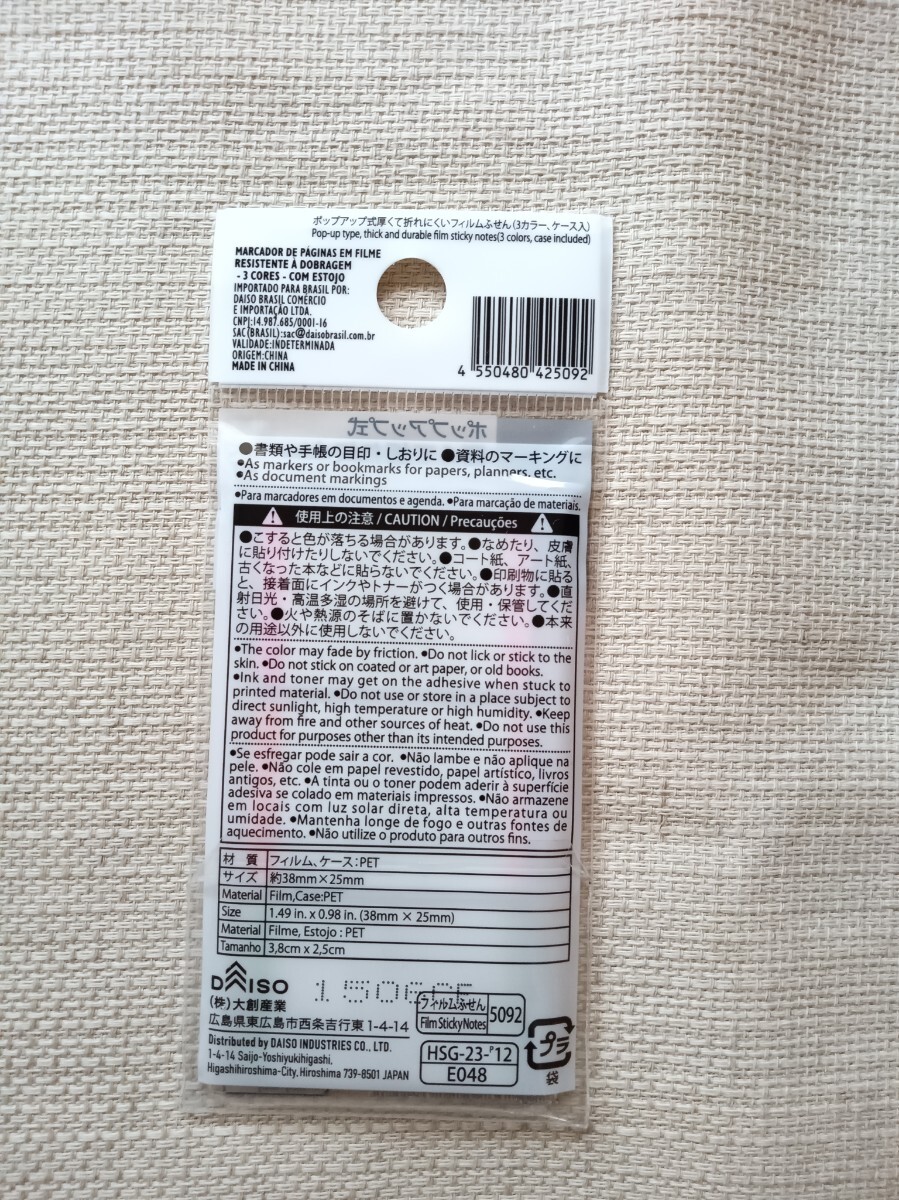 ポップアップ式厚くて折れにくいフィルムふせん(3カラー、ケース入)
Pop-up type, thick and durable film sticky notes(3 colors, case included)
MARCADOR DE PÁGINAS EM FILME
RESISTENTE À DOBRAGEM
- 3 CORES - COM ESTOJO
IMPORTADO PARA BRASIL POR:
DAISO BRASIL COMÉRCIO
E IMPORTAÇÃO LTDA.
CNPJ:14.987.685/0001-16
SAC(BRASIL):sac@daisobrasil.com.br
VALIDADE:INDETERMINADA
ORIGEM:CHINA
MADE IN CHINA
4 550480 425092
ポップアップ式
●書類や手帳の目印・しおりに ●資料のマーキングに
●As markers or bookmarks for papers, planners, etc.
●As document markings
●Para marcadores em documentos e agenda. ●Para marcação de materiais.
使用上の注意 / CAUTION / Precauções
●こすると色が落ちる場合があります。●なめたり、皮膚
に貼り付けたりしないでください。●コート紙、アート紙、
古くなった本などに貼らないでください。●印刷物に貼る
と、接着面にインクやトナーがつく場合があります。●直
射日光・高温多湿の場所を避けて、使用・保管してくだ
さい。●火や熱源のそばに置かないでください。●本来
の用途以外に使用しないでください。
●The color may fade by friction. ●Do not lick or stick to the
skin. ●Do not stick on coated or art paper, or old books.
●Ink and toner may get on the adhesive when stuck to
printed material. ●Do not use or store in a place subject to
direct sunlight, high temperature or high humidity. ●Keep
away from fire and other sources of heat. ●Do not use this
product for purposes other than its intended purposes.
●Se esfregar pode sair a cor. ●Não lambe e não aplique na
pele. ●Não cole em papel revestido, papel artístico, livros
antigos, etc. ●A tinta ou o toner podem aderir à superfície
adesiva se colado em materiais impressos. ●Não armazene
em locais com luz solar direta, alta temperatura ou
umidade. ●Mantenha longe de fogo e outras fontes de
aquecimento. ●Não utilize o produto para outros fins.
材 質 フィルム、ケース:PET
サイズ 約38mm×25mm
Material Film,Case:PET
Size 1.49 in. x 0.98 in. (38mm × 25mm)
Material Filme, Estojo : PET
Tamanho 3,8cm x 2,5cm
DAISO
(株)大創産業
広島県東広島市西条吉行東1-4-14
Distributed by DAISO INDUSTRIES CO., LTD.
1-4-14 Saijo-Yoshiyukihigashi,
Higashihiroshima-City, Hiroshima 739-8501 JAPAN
フィルムふせん
Film Sticky Notes
5092
HSG-23-P12
E048
プラ
袋